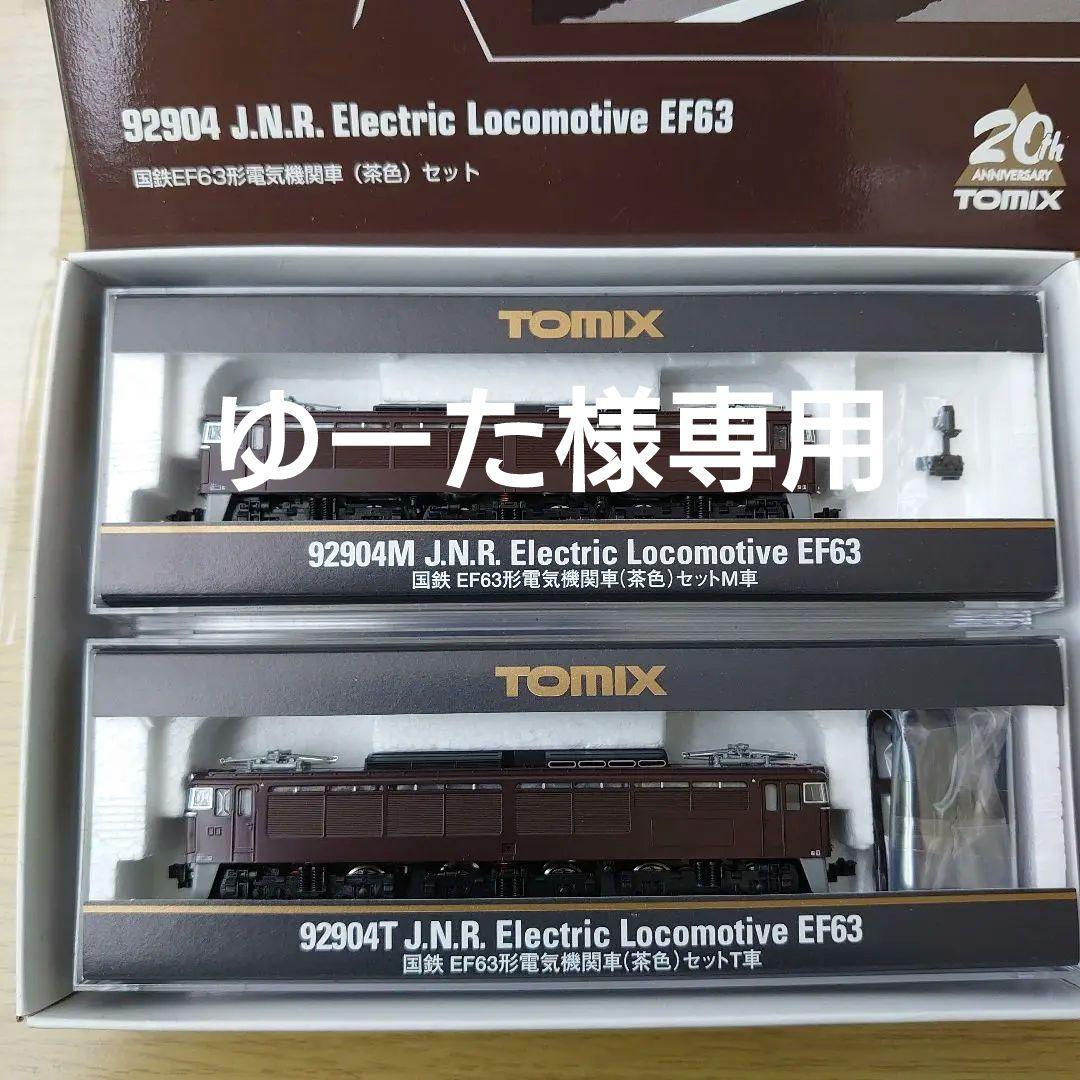 92904 J.N.R. Electric Locomotive EF63
国鉄EF63形電気機関車（茶色）セット
20th
ANNIVERSARY
TOMIX
TOMIX
ゆーた様専用
92904M J.N.R. Electric Locomotive EF63
国鉄 EF63形電気機関車(茶色)セットM車
TOMIX
92904T J.N.R. Electric Locomotive EF63
国鉄 EF63形電気機関車(茶色)セットT車